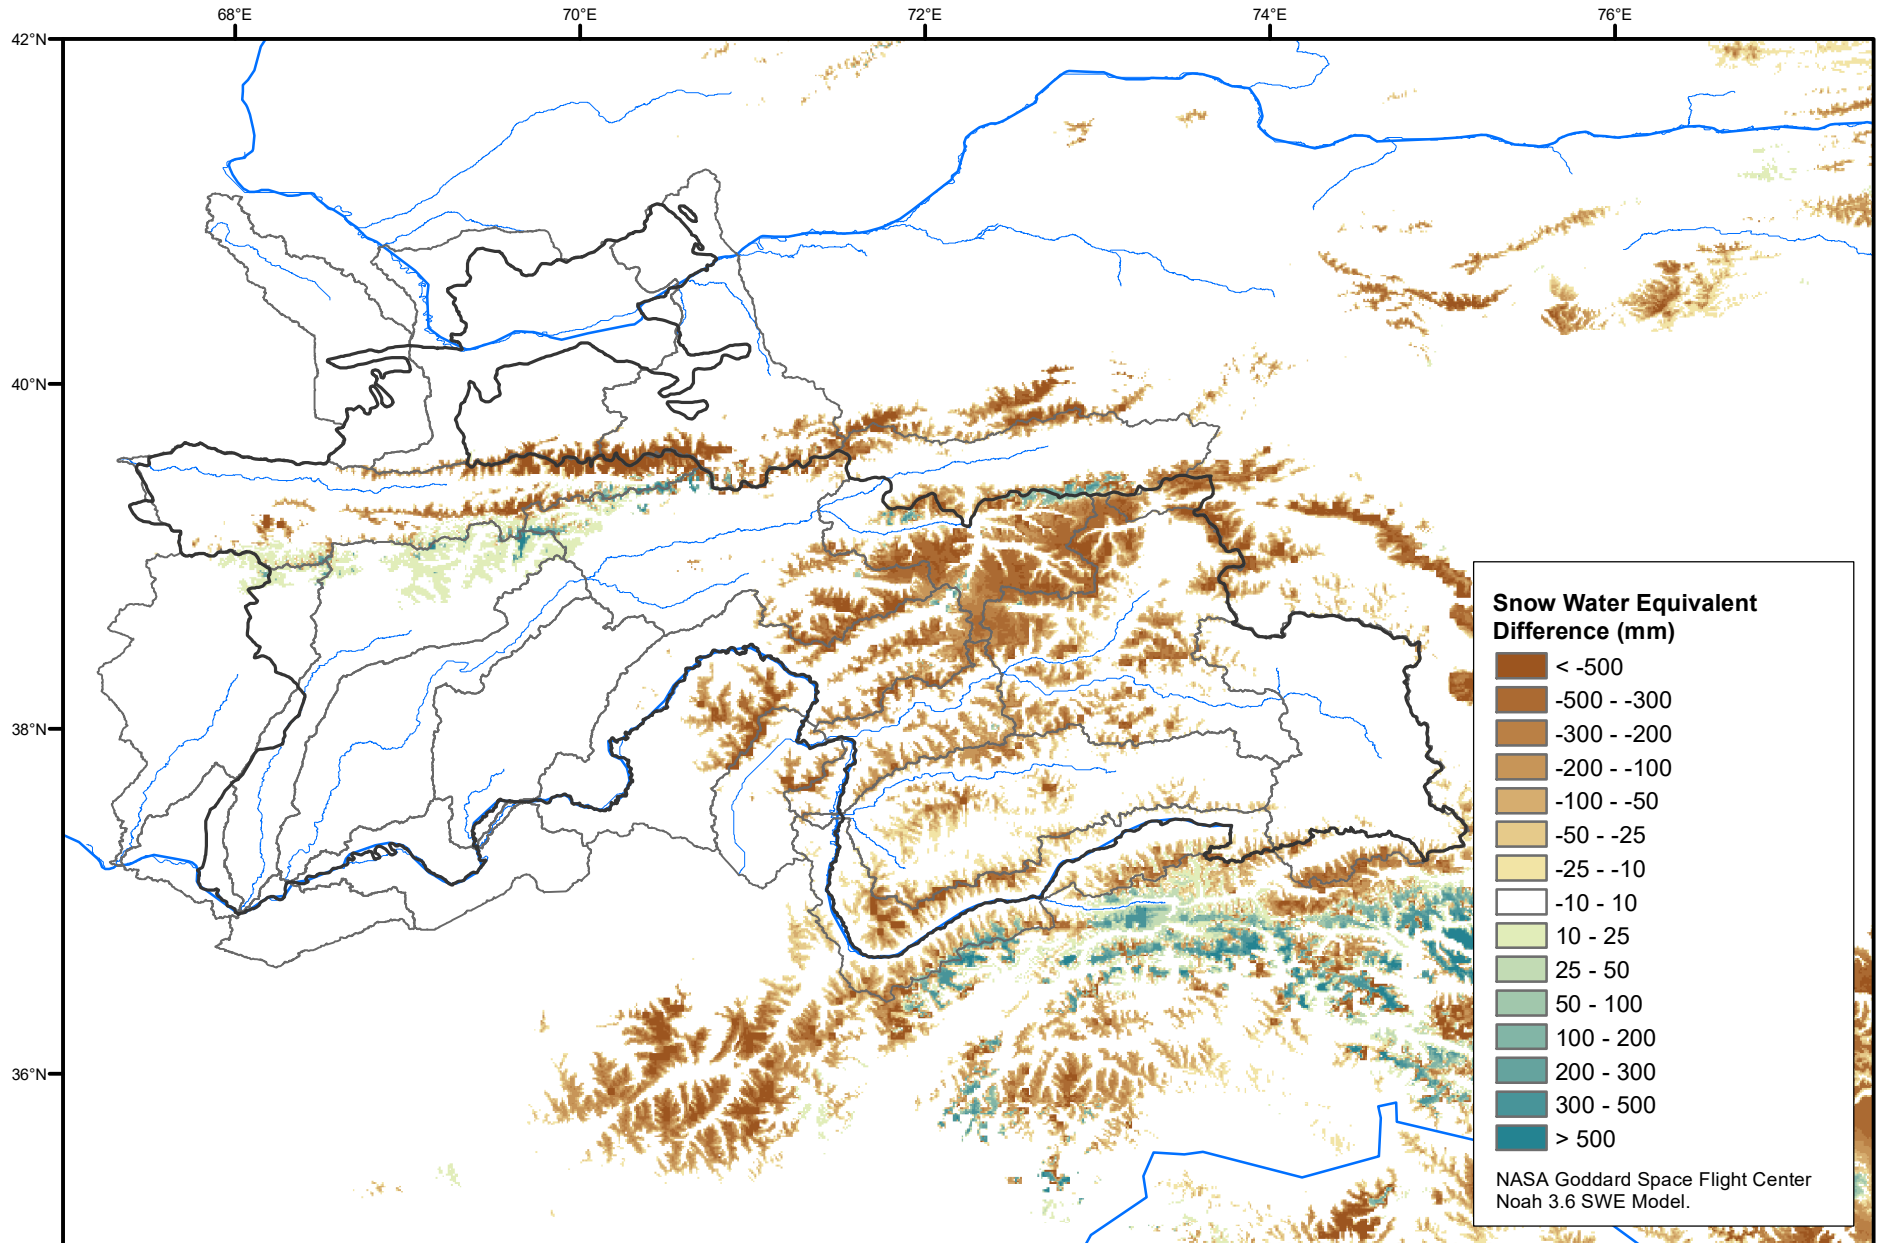 68°E
70°E
72°E
74°E
76°E
42°N
40°N
38°N
36°N
Snow Water Equivalent
Difference (mm)
< -500
-500 - -300
-300 - -200
-200 - -100
-100 - -50
-50 - -25
-25 - -10
-10 - 10
10 - 25
25 - 50
50 - 100
100 - 200
200 - 300
300 - 500
> 500
NASA Goddard Space Flight Center
Noah 3.6 SWE Model.